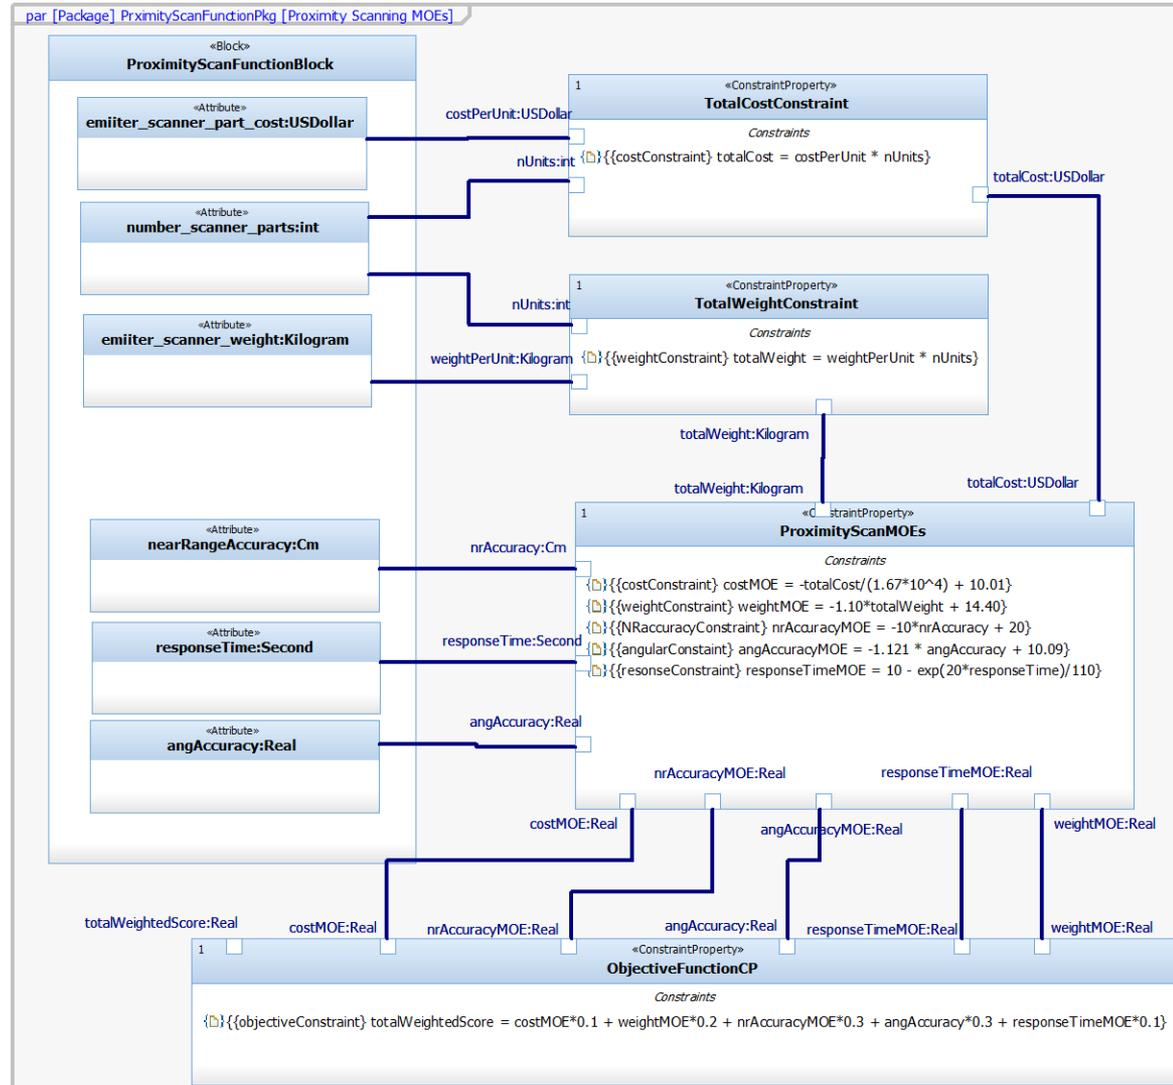 par [Package] PrximityScanFunctionPkg [Proximity Scanning MOEs]
«Block»
ProximityScanFunctionBlock
«Attribute»
emiiter_scanner_part_cost:USDollar
«Attribute»
number_scanner_parts:int
«Attribute»
emiiter_scanner_weight:Kilogram
«Attribute»
nearRangeAccuracy:Cm
«Attribute»
responseTime:Second
«Attribute»
angAccuracy:Real
costPerUnit:USDollar
nUnits:int
1
«ConstraintProperty»
TotalCostConstraint
Constraints
{{costConstraint} totalCost = costPerUnit * nUnits}
totalCost:USDollar
nUnits:int
weightPerUnit:Kilogram
1
«ConstraintProperty»
TotalWeightConstraint
Constraints
{{weightConstraint} totalWeight = weightPerUnit * nUnits}
totalWeight:Kilogram
totalWeight:Kilogram
totalCost:USDollar
nrAccuracy:Cm
responseTime:Second
angAccuracy:Real
1
ProximityScanMOEs
Constraints
{{costConstraint} costMOE = -totalCost/(1.67*10^4) + 10.01}
{{weightConstraint} weightMOE = -1.10*totalWeight + 14.40}
{{NRaccuracyConstraint} nrAccuracyMOE = -10*nrAccuracy + 20}
{{angularConstaint} angAccuracyMOE = -1.121 * angAccuracy + 10.09}
{{resonseConstraint} responseTimeMOE = 10 - exp(20*responseTime)/110}
nrAccuracyMOE:Real
responseTimeMOE:Real
costMOE:Real
angAccuracyMOE:Real
weightMOE:Real
totalWeightedScore:Real
costMOE:Real
nrAccuracyMOE:Real
angAccuracy:Real
responseTimeMOE:Real
weightMOE:Real
1
«ConstraintProperty»
ObjectiveFunctionCP
Constraints
{{objectiveConstraint} totalWeightedScore = costMOE*0.1 + weightMOE*0.2 + nrAccuracyMOE*0.3 + angAccuracy*0.3 + responseTimeMOE*0.1}